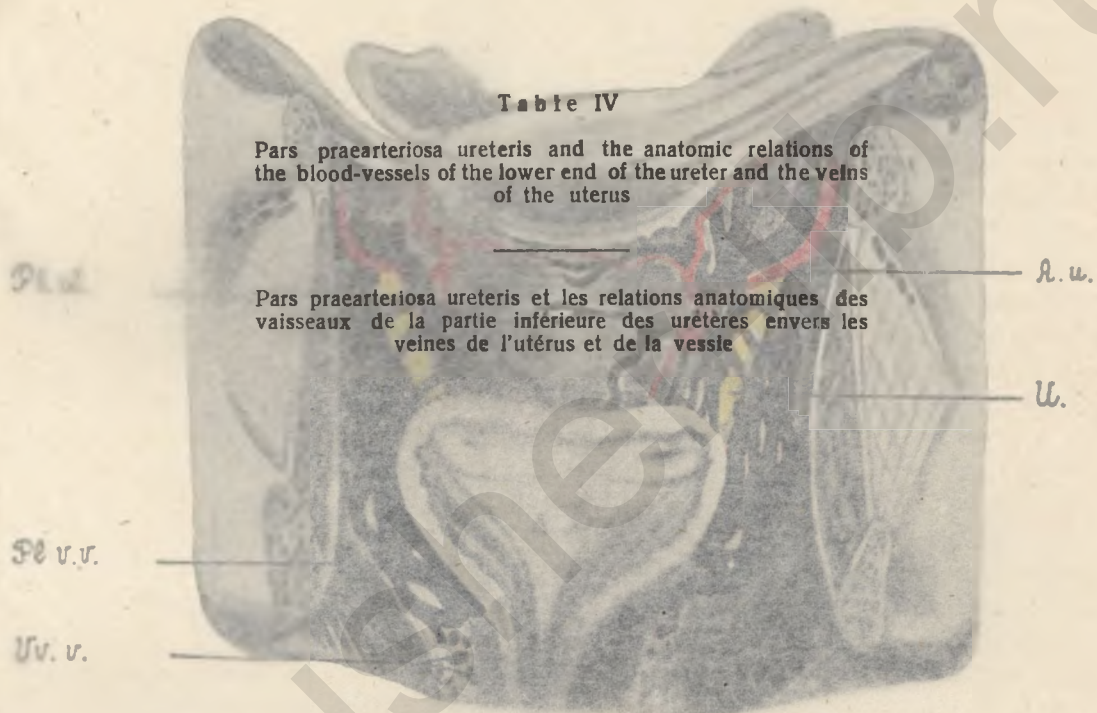 Table IV
Pars praearteriosa ureteris and the anatomic relations of
the blood-vessels of the lower end of the ureter and the veins
of the uterus
Pars praearteriosa ureteris et les relations anatomiques des
vaisseaux de la partie inférieure des uretères envers les
veines de l'utérus et de la vessie
A. u.
U.
Pl v.v.
Vv. v.